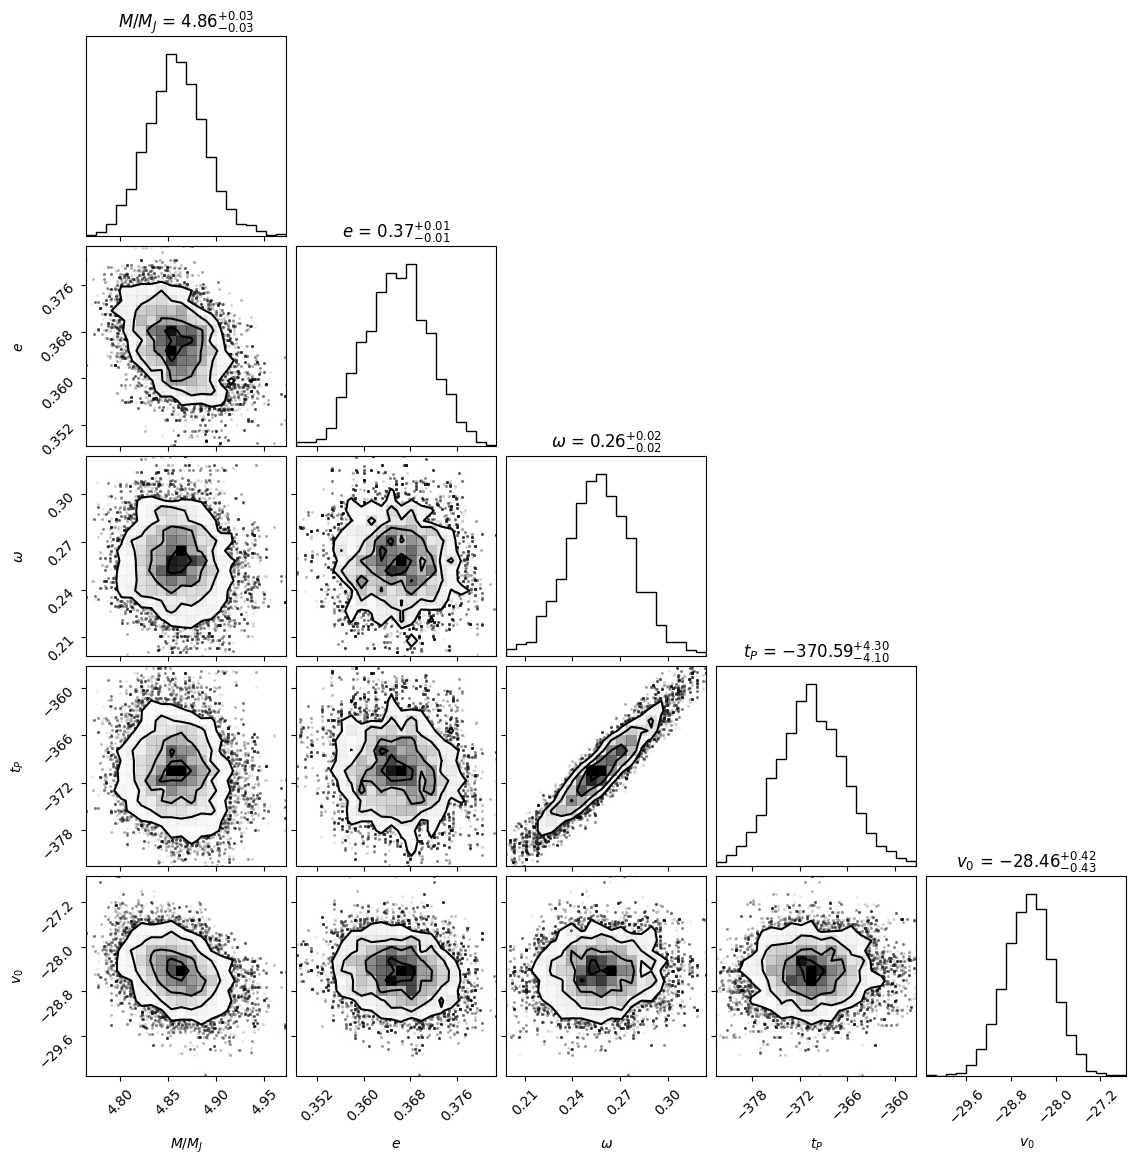 M/M_J = 4.86^{+0.03}_{-0.03}
e = 0.37^{+0.01}_{-0.01}
0.376
0.368
0.360
0.352
e
ω = 0.26^{+0.02}_{-0.02}
0.30
0.27
0.24
0.21
ω
t_P = −370.59^{+4.30}_{-4.10}
−360
−366
−372
−378
t_P
v_0 = −28.46^{+0.42}_{-0.43}
−27.2
−28.0
−28.8
−29.6
v_0
4.80 4.85 4.90 4.95 0.352 0.360 0.368 0.376 0.21 0.24 0.27 0.30 −378 −372 −366 −360 −29.6 −28.8 −28.0 −27.2
M/M_J e ω t_P v_0